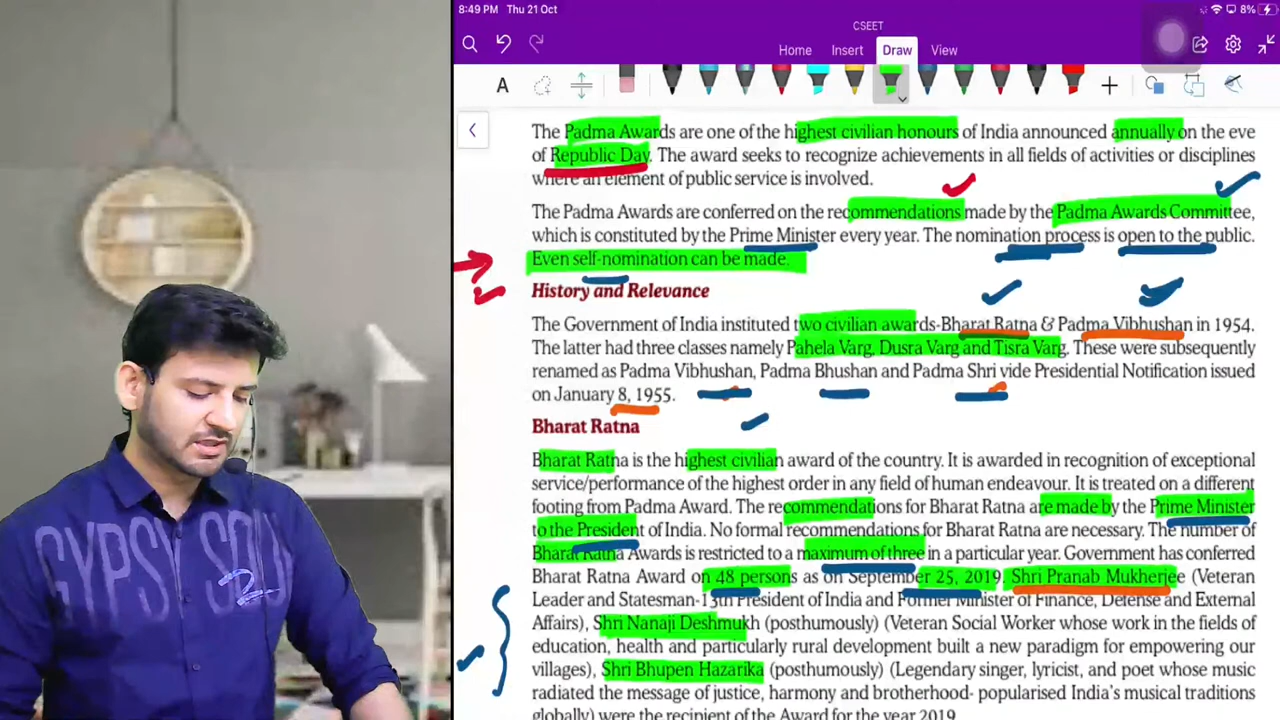 8:49 PM Thu 21 Oct
8%
CSEET
Home Insert Draw View
A
The Padma Awards are one of the highest civilian honours of India announced annually on the eve
of Republic Day. The award seeks to recognize achievements in all fields of activities or disciplines
where an element of public service is involved.
The Padma Awards are conferred on the recommendations made by the Padma Awards Committee,
which is constituted by the Prime Minister every year. The nomination process is open to the public.
Even self-nomination can be made.
History and Relevance
The Government of India instituted two civilian awards-Bharat Ratna & Padma Vibhushan in 1954.
The latter had three classes namely Pahela Varg, Dusra Varg and Tisra Varg. These were subsequently
renamed as Padma Vibhushan, Padma Bhushan and Padma Shri vide Presidential Notification issued
on January 8, 1955.
Bharat Ratna
Bharat Ratna is the highest civilian award of the country. It is awarded in recognition of exceptional
service/performance of the highest order in any field of human endeavour. It is treated on a different
footing from Padma Award. The recommendations for Bharat Ratna are made by the Prime Minister
to the President of India. No formal recommendations for Bharat Ratna are necessary. The number of
Bharat Ratna Awards is restricted to a maximum of three in a particular year. Government has conferred
Bharat Ratna Award on 48 persons as on September 25, 2019. Shri Pranab Mukherjee (Veteran
Leader and Statesman-13th President of India and Former Minister of Finance, Defense and External
Affairs), Shri Nanaji Deshmukh (posthumously) (Veteran Social Worker whose work in the fields of
education, health and particularly rural development built a new paradigm for empowering our
villages), Shri Bhupen Hazarika (posthumously) (Legendary singer, lyricist, and poet whose music
radiated the message of justice, harmony and brotherhood- popularised India's musical traditions
globally) were the recipient of the Award for the year 2019
GYPSY SOUL
2